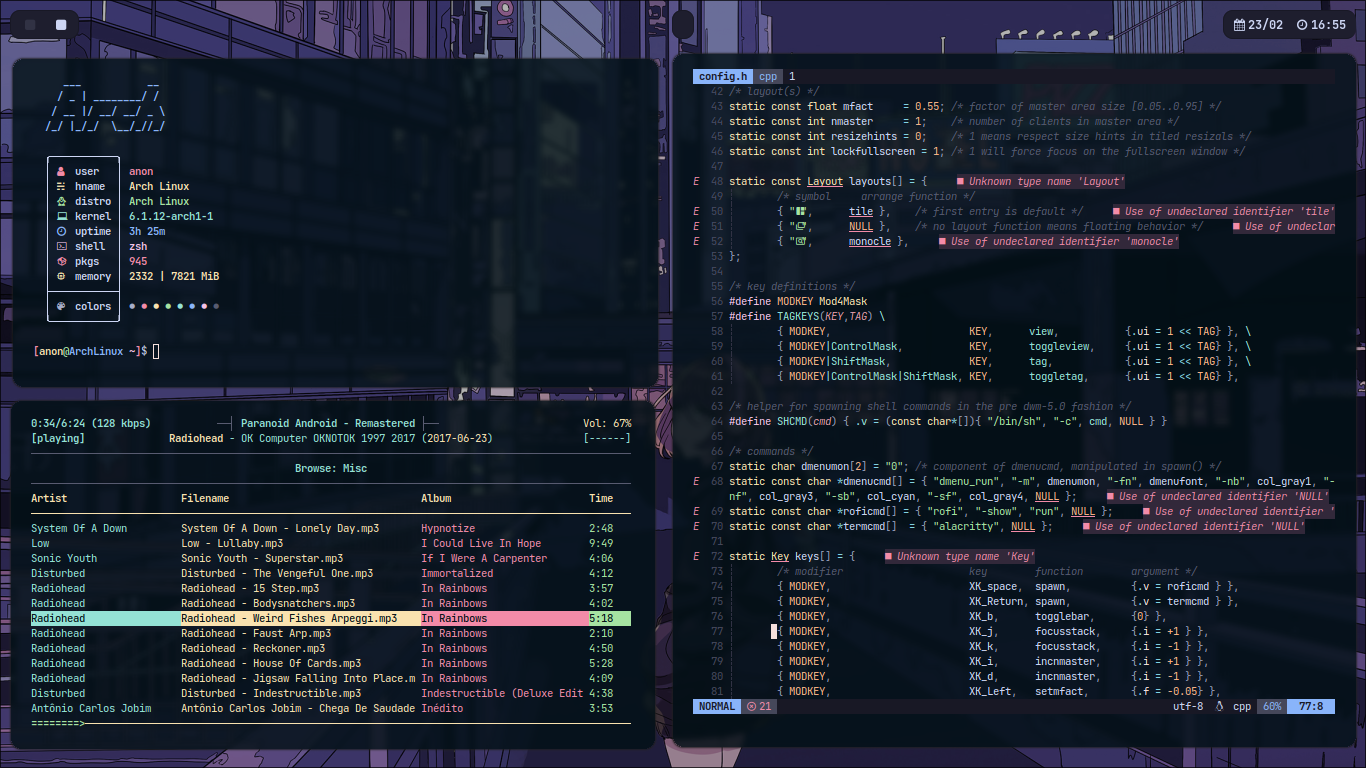 23/02 16:55
___ __
/ _ | ________/ /
/ __ |/ __/ __/ _ \
/_/ |_/_/ \__/_//_/
user anon
hname Arch Linux
distro Arch Linux
kernel 6.1.12-arch1-1
uptime 3h 25m
shell zsh
pkgs 945
memory 2332 | 7821 MiB
colors
[anon@ArchLinux ~]$
0:34/6:24 (128 kbps) Paranoid Android - Remastered Vol: 67%
[playing] Radiohead - OK Computer OKNOTOK 1997 2017 (2017-06-23) [------]
Browse: Misc
Artist Filename Album Time
System Of A Down System Of A Down - Lonely Day.mp3 Hypnotize 2:48
Low Low - Lullaby.mp3 I Could Live In Hope 9:49
Sonic Youth Sonic Youth - Superstar.mp3 If I Were A Carpenter 4:06
Disturbed Disturbed - The Vengeful One.mp3 Immortalized 4:12
Radiohead Radiohead - 15 Step.mp3 In Rainbows 3:57
Radiohead Radiohead - Bodysnatchers.mp3 In Rainbows 4:02
Radiohead Radiohead - Weird Fishes Arpeggi.mp3 In Rainbows 5:18
Radiohead Radiohead - Faust Arp.mp3 In Rainbows 2:10
Radiohead Radiohead - Reckoner.mp3 In Rainbows 4:50
Radiohead Radiohead - House Of Cards.mp3 In Rainbows 5:28
Radiohead Radiohead - Jigsaw Falling Into Place.m In Rainbows 4:09
Disturbed Disturbed - Indestructible.mp3 Indestructible (Deluxe Edit 4:38
Antônio Carlos Jobim Antônio Carlos Jobim - Chega De Saudade Inédito 3:53
========>
config.h cpp 1
42 /* layout(s) */
43 static const float mfact = 0.55; /* factor of master area size [0.05..0.95] */
44 static const int nmaster = 1; /* number of clients in master area */
45 static const int resizehints = 0; /* 1 means respect size hints in tiled resizals */
46 static const int lockfullscreen = 1; /* 1 will force focus on the fullscreen window */
47
E 48 static const Layout layouts[] = { ■ Unknown type name 'Layout'
49 /* symbol arrange function */
E 50 { "", tile }, /* first entry is default */ ■ Use of undeclared identifier 'tile'
E 51 { "", NULL }, /* no layout function means floating behavior */ ■ Use of undeclar
E 52 { "", monocle }, ■ Use of undeclared identifier 'monocle'
53 };
54
55 /* key definitions */
56 #define MODKEY Mod4Mask
57 #define TAGKEYS(KEY,TAG) \
58 { MODKEY, KEY, view, {.ui = 1 << TAG} }, \
59 { MODKEY|ControlMask, KEY, toggleview, {.ui = 1 << TAG} }, \
60 { MODKEY|ShiftMask, KEY, tag, {.ui = 1 << TAG} }, \
61 { MODKEY|ControlMask|ShiftMask, KEY, toggletag, {.ui = 1 << TAG} },
62
63 /* helper for spawning shell commands in the pre dwm-5.0 fashion */
64 #define SHCMD(cmd) { .v = (const char*[]){ "/bin/sh", "-c", cmd, NULL } }
65
66 /* commands */
67 static char dmenumon[2] = "0"; /* component of dmenucmd, manipulated in spawn() */
E 68 static const char *dmenucmd[] = { "dmenu_run", "-m", dmenumon, "-fn", dmenufont, "-nb", col_gray1, "-
nf", col_gray3, "-sb", col_cyan, "-sf", col_gray4, NULL }; ■ Use of undeclared identifier 'NULL'
E 69 static const char *roficmd[] = { "rofi", "-show", "run", NULL }; ■ Use of undeclared identifier '
E 70 static const char *termcmd[] = { "alacritty", NULL }; ■ Use of undeclared identifier 'NULL'
71
E 72 static Key keys[] = { ■ Unknown type name 'Key'
73 /* modifier key function argument */
74 { MODKEY, XK_space, spawn, {.v = roficmd } },
75 { MODKEY, XK_Return, spawn, {.v = termcmd } },
76 { MODKEY, XK_b, togglebar, {0} },
77 { MODKEY, XK_j, focusstack, {.i = +1 } },
78 { MODKEY, XK_k, focusstack, {.i = -1 } },
79 { MODKEY, XK_i, incnmaster, {.i = +1 } },
80 { MODKEY, XK_d, incnmaster, {.i = -1 } },
81 { MODKEY, XK_Left, setmfact, {.f = -0.05} },
NORMAL 21 utf-8 cpp 60% 77:8